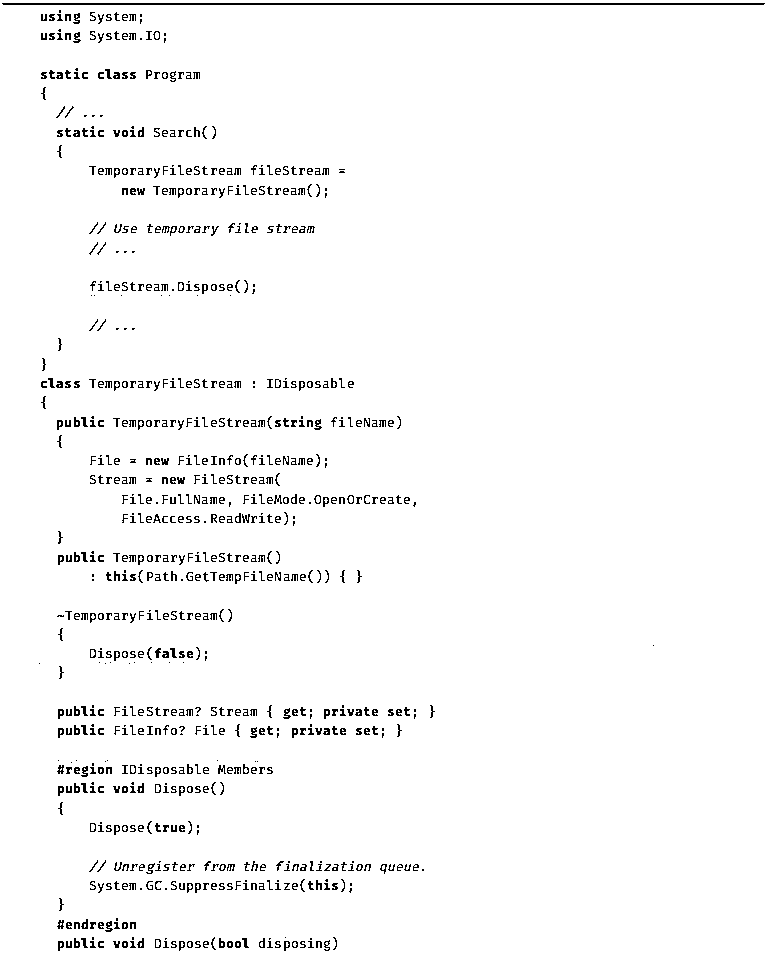 using System;
using System.IO;
static class Program
{
// ...
static void Search()
{
TemporaryFileStream fileStream =
new TemporaryFileStream();
// Use temporary file stream
// ...
fileStream.Dispose();
// ...
}
}
class TemporaryFileStream : IDisposable
{
public TemporaryFileStream(string fileName)
{
File = new FileInfo(fileName);
Stream = new FileStream(
File.FullName, FileMode.OpenOrCreate,
FileAccess.ReadWrite);
}
public TemporaryFileStream()
: this(Path.GetTempFileName()) { }
~TemporaryFileStream()
{
Dispose(false);
}
public FileStream? Stream { get; private set; }
public FileInfo? File { get; private set; }
#region IDisposable Members
public void Dispose()
{
Dispose(true);
// Unregister from the finalization queue.
System.GC.SuppressFinalize(this);
}
#endregion
public void Dispose(bool disposing)